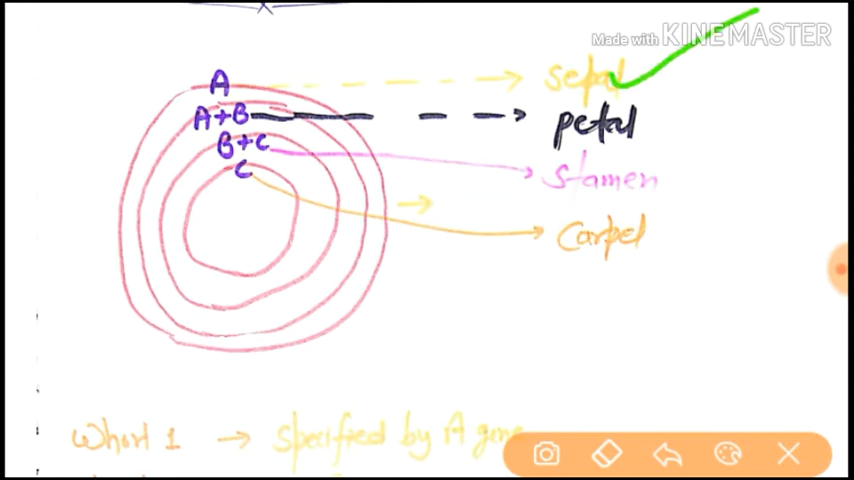 Made with KINEMASTER
A
sepal
A+B
petal
B+C
stamen
C
Carpel
Whorl 1 → Specified by A gene